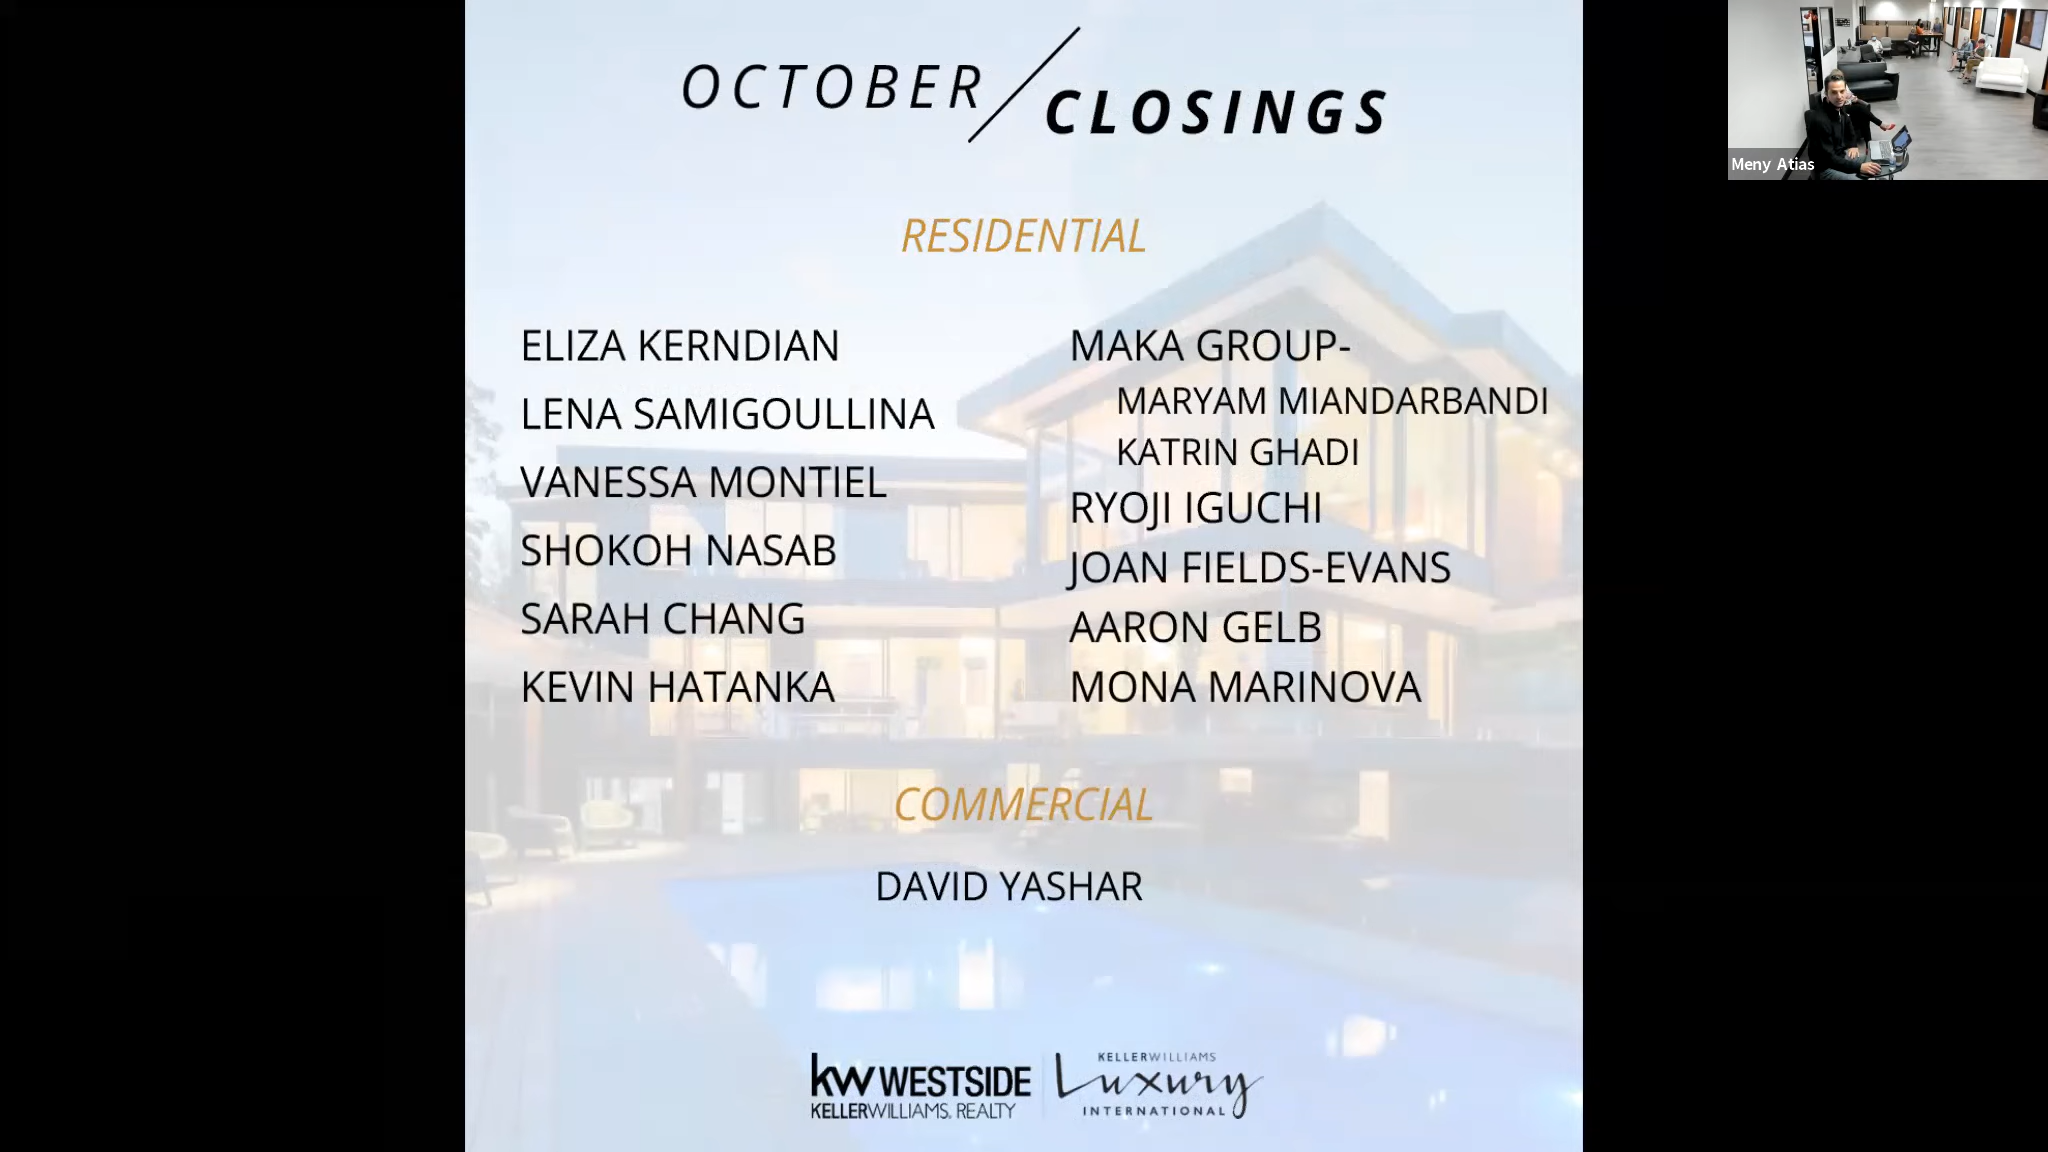 OCTOBER
CLOSINGS
RESIDENTIAL
ELIZA KERNDIAN
LENA SAMIGOULLINA
VANESSA MONTIEL
SHOKOH NASAB
SARAH CHANG
KEVIN HATANKA
MAKA GROUP-
MARYAM MIANDARBANDI
KATRIN GHADI
RYOJI IGUCHI
JOAN FIELDS-EVANS
AARON GELB
MONA MARINOVA
COMMERCIAL
DAVID YASHAR
kw WESTSIDE
KELLERWILLIAMS. REALTY
KELLERWILLIAMS
Luxury
INTERNATIONAL
Meny Atias